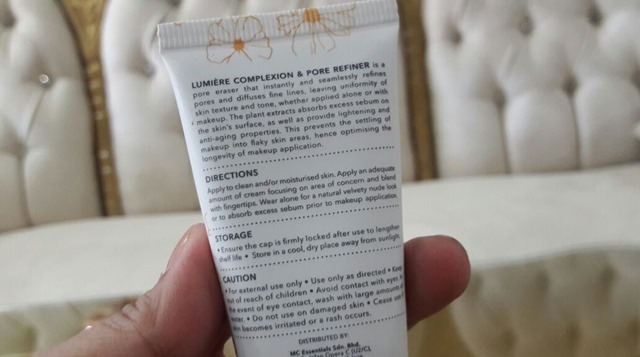 LUMIÈRE COMPLEXION & PORE REFINER is a
pore eraser that instantly and seamlessly refines
pores and diffuses fine lines, leaving uniformity of
skin texture and tone, whether applied alone or with
makeup. The plant extracts absorbs excess sebum on
the skin's surface, as well as provide lightening and
anti-aging properties. This prevents the settling of
makeup into flaky skin areas, hence optimising the
longevity of makeup application.
DIRECTIONS
Apply to clean and/or moisturised skin. Apply an adequate
amount of cream focusing on area of concern and blend
with fingertips. Wear alone for a natural velvety nude look
or to absorb excess sebum prior to makeup application.
STORAGE
• Ensure the cap is firmly locked after use to lengthen
shelf life • Store in a cool, dry place away from sunlight.
CAUTION
• For external use only • Use only as directed • Keep
out of reach of children • Avoid contact with eyes. In
the event of eye contact, wash with large amounts of
water. • Do not use on damaged skin • Cease use if
skin becomes irritated or a rash occurs.
DISTRIBUTED BY:
MC Essentials Sdn. Bhd.
Opera C (U2/C),